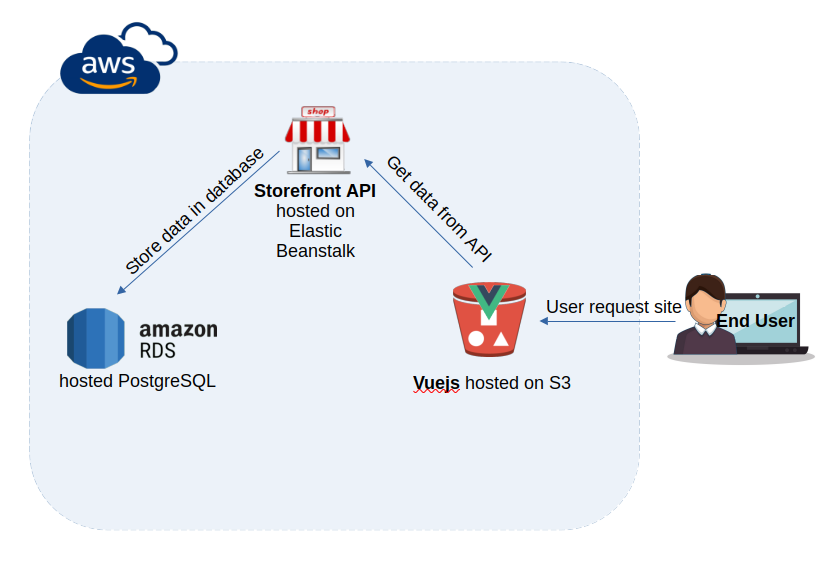 aws
shop
Storefront API
hosted on
Elastic
Beanstalk
Store data in database
Get data from API
User request site
End User
amazon
RDS
hosted PostgreSQL
Vuejs hosted on S3